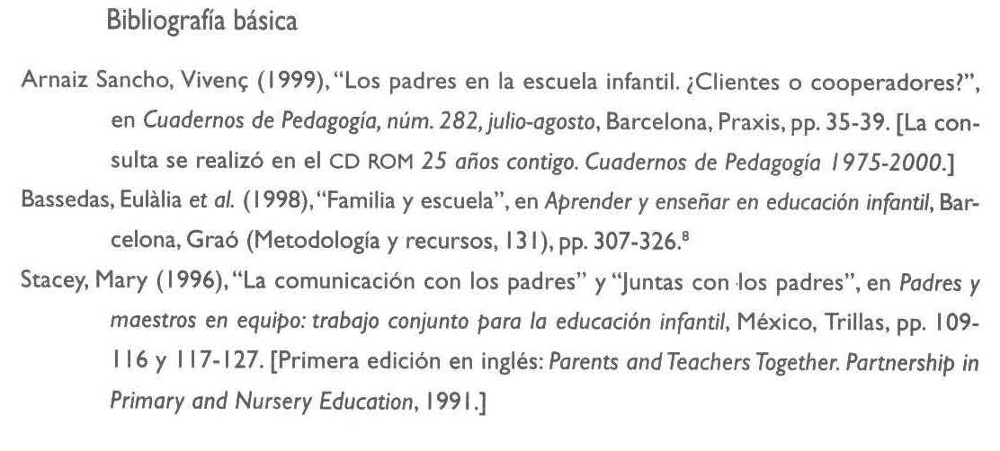 Bibliografía básica
Arnaiz Sancho, Vivenç (1999), “Los padres en la escuela infantil. ¿Clientes o cooperadores?”,
en Cuadernos de Pedagogía, núm. 282, julio-agosto, Barcelona, Praxis, pp. 35-39. [La con-
sulta se realizó en el CD ROM 25 años contigo. Cuadernos de Pedagogía 1975-2000.]
Bassedas, Eulàlia et al. (1998), “Familia y escuela”, en Aprender y enseñar en educación infantil, Bar-
celona, Graó (Metodología y recursos, 131), pp. 307-326.⁸
Stacey, Mary (1996), “La comunicación con los padres” y “Juntas con los padres”, en Padres y
maestros en equipo: trabajo conjunto para la educación infantil, México, Trillas, pp. 109-
116 y 117-127. [Primera edición en inglés: Parents and Teachers Together. Partnership in
Primary and Nursery Education, 1991.]